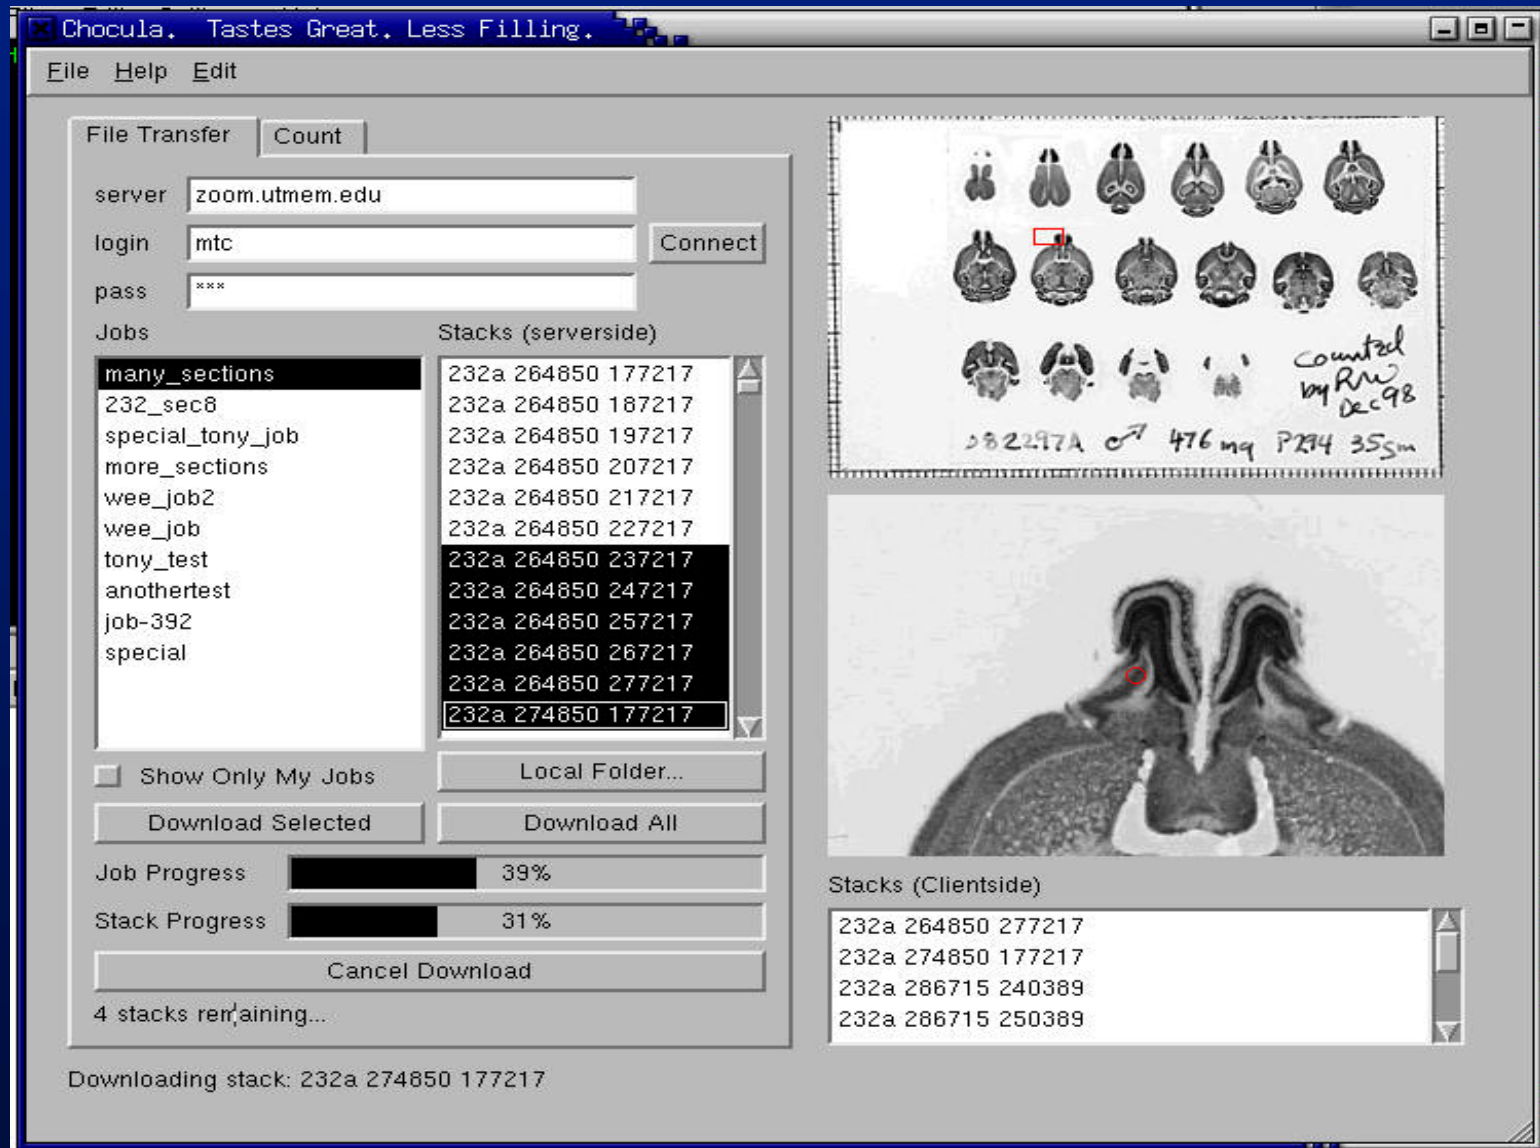 Chocula. Tastes Great. Less Filling.
File Help Edit
File Transfer Count
server zoom.utmem.edu
login mtc Connect
pass ***
Jobs
many_sections
232_sec8
special_tony_job
more_sections
wee_job2
wee_job
tony_test
anothertest
job-392
special
Stacks (serverside)
232a 264850 177217
232a 264850 187217
232a 264850 197217
232a 264850 207217
232a 264850 217217
232a 264850 227217
232a 264850 237217
232a 264850 247217
232a 264850 257217
232a 264850 267217
232a 264850 277217
232a 274850 177217
Show Only My Jobs
Local Folder...
Download Selected
Download All
Job Progress 39%
Stack Progress 31%
Cancel Download
4 stacks remaining...
Downloading stack: 232a 274850 177217
counted
by RW
Dec 98
♂ 476 mg P294 35gm
Stacks (Clientside)
232a 264850 277217
232a 274850 177217
232a 286715 240389
232a 286715 250389